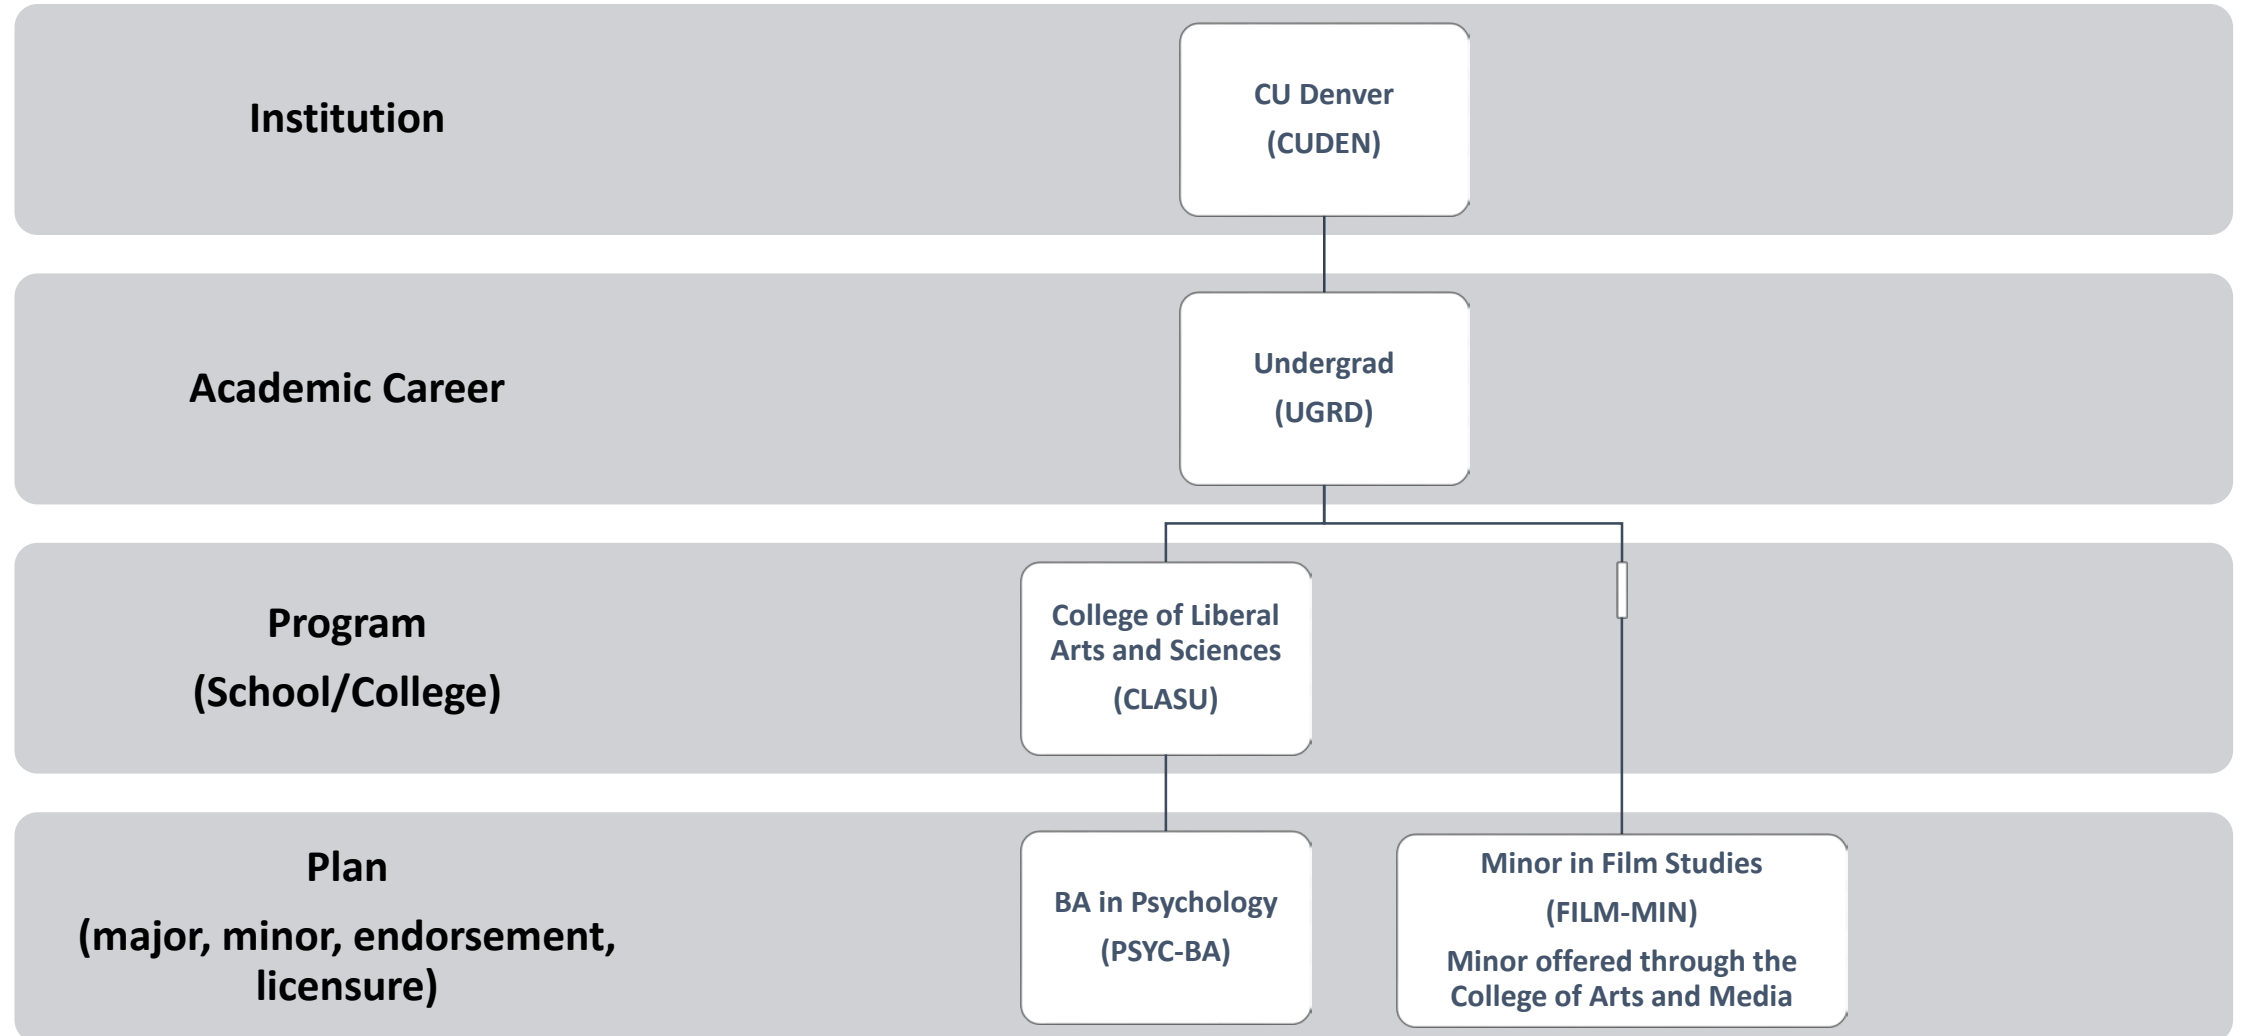 Institution
CU Denver
(CUDEN)
Academic Career
Undergrad
(UGRD)
Program
(School/College)
College of Liberal
Arts and Sciences
(CLASU)
Plan
(major, minor, endorsement,
licensure)
BA in Psychology
(PSYC-BA)
Minor in Film Studies
(FILM-MIN)
Minor offered through the
College of Arts and Media